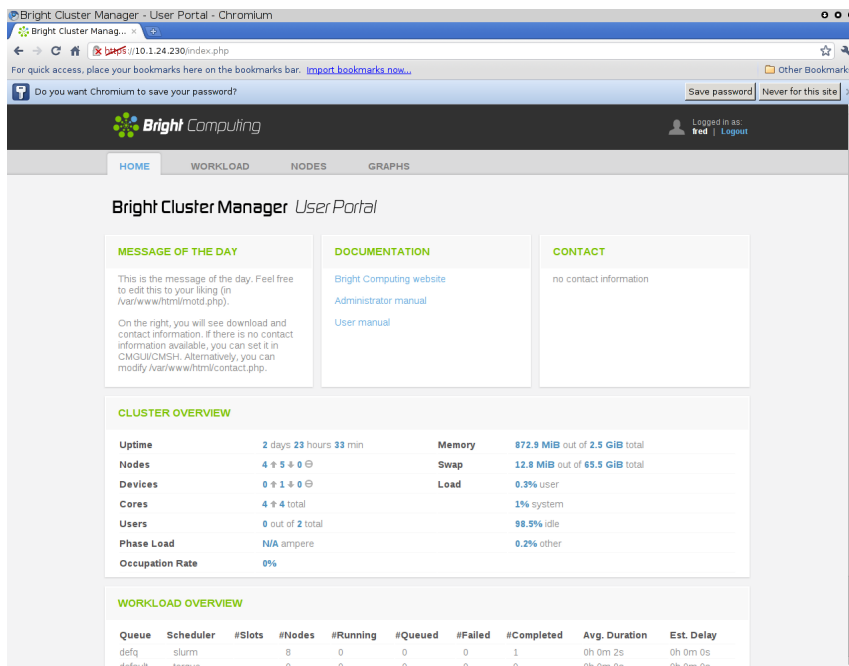 Bright Cluster Manager - User Portal - Chromium
Bright Cluster Manag... ×
https://10.1.24.230/index.php
For quick access, place your bookmarks here on the bookmarks bar. Import bookmarks now... Other Bookmark
Do you want Chromium to save your password? Save password Never for this site
Bright Computing
Logged in as:
fred | Logout
HOME WORKLOAD NODES GRAPHS
Bright Cluster Manager User Portal
MESSAGE OF THE DAY
This is the message of the day. Feel free
to edit this to your liking (in
/var/www/html/motd.php).
On the right, you will see download and
contact information. If there is no contact
information available, you can set it in
CMGUI/CMSH. Alternatively, you can
modify /var/www/html/contact.php.
DOCUMENTATION
Bright Computing website
Administrator manual
User manual
CONTACT
no contact information
CLUSTER OVERVIEW
Uptime 2 days 23 hours 33 min Memory 872.9 MiB out of 2.5 GiB total
Nodes 4 ↑ 5 ↓ 0 ⊖ Swap 12.8 MiB out of 65.5 GiB total
Devices 0 ↑ 1 ↓ 0 ⊖ Load 0.3% user
Cores 4 ↑ 4 total 1% system
Users 0 out of 2 total 98.5% idle
Phase Load N/A ampere 0.2% other
Occupation Rate 0%
WORKLOAD OVERVIEW
Queue Scheduler #Slots #Nodes #Running #Queued #Failed #Completed Avg. Duration Est. Delay
defq slurm 8 0 0 0 1 0h 0m 2s 0h 0m 0s